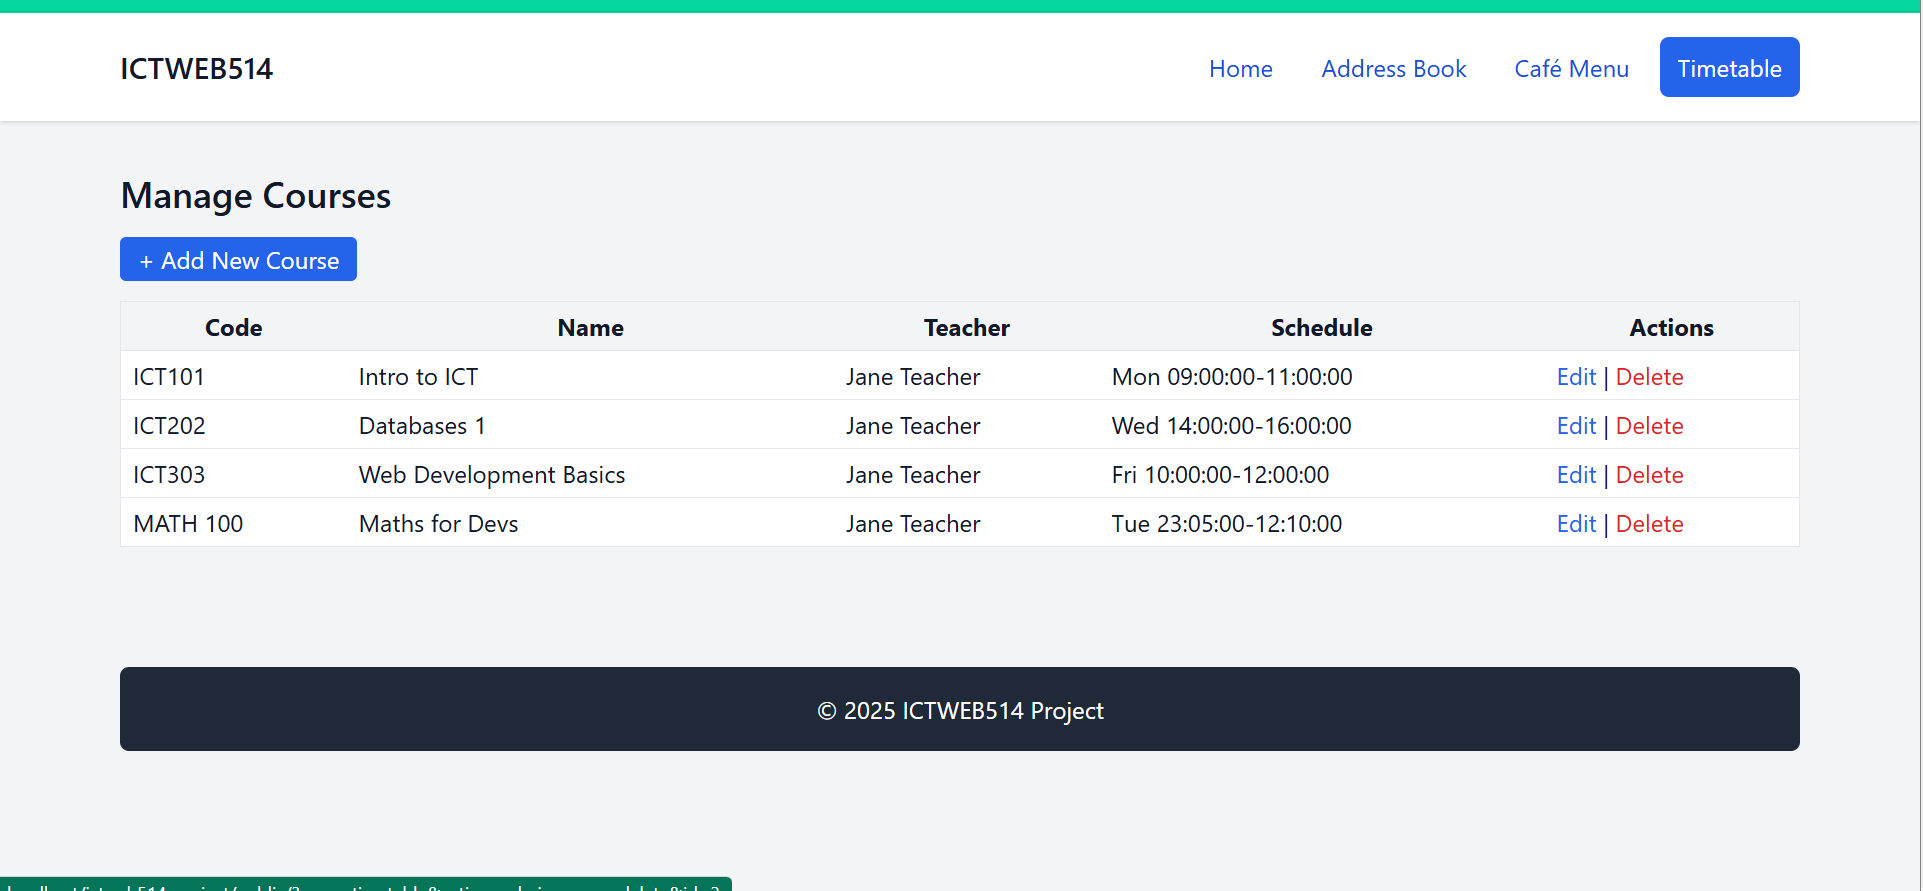 ICTWEB514 Home Address Book Café Menu Timetable
Manage Courses
+ Add New Course
Code Name Teacher Schedule Actions
ICT101 Intro to ICT Jane Teacher Mon 09:00:00-11:00:00 Edit | Delete
ICT202 Databases 1 Jane Teacher Wed 14:00:00-16:00:00 Edit | Delete
ICT303 Web Development Basics Jane Teacher Fri 10:00:00-12:00:00 Edit | Delete
MATH 100 Maths for Devs Jane Teacher Tue 23:05:00-12:10:00 Edit | Delete
© 2025 ICTWEB514 Project